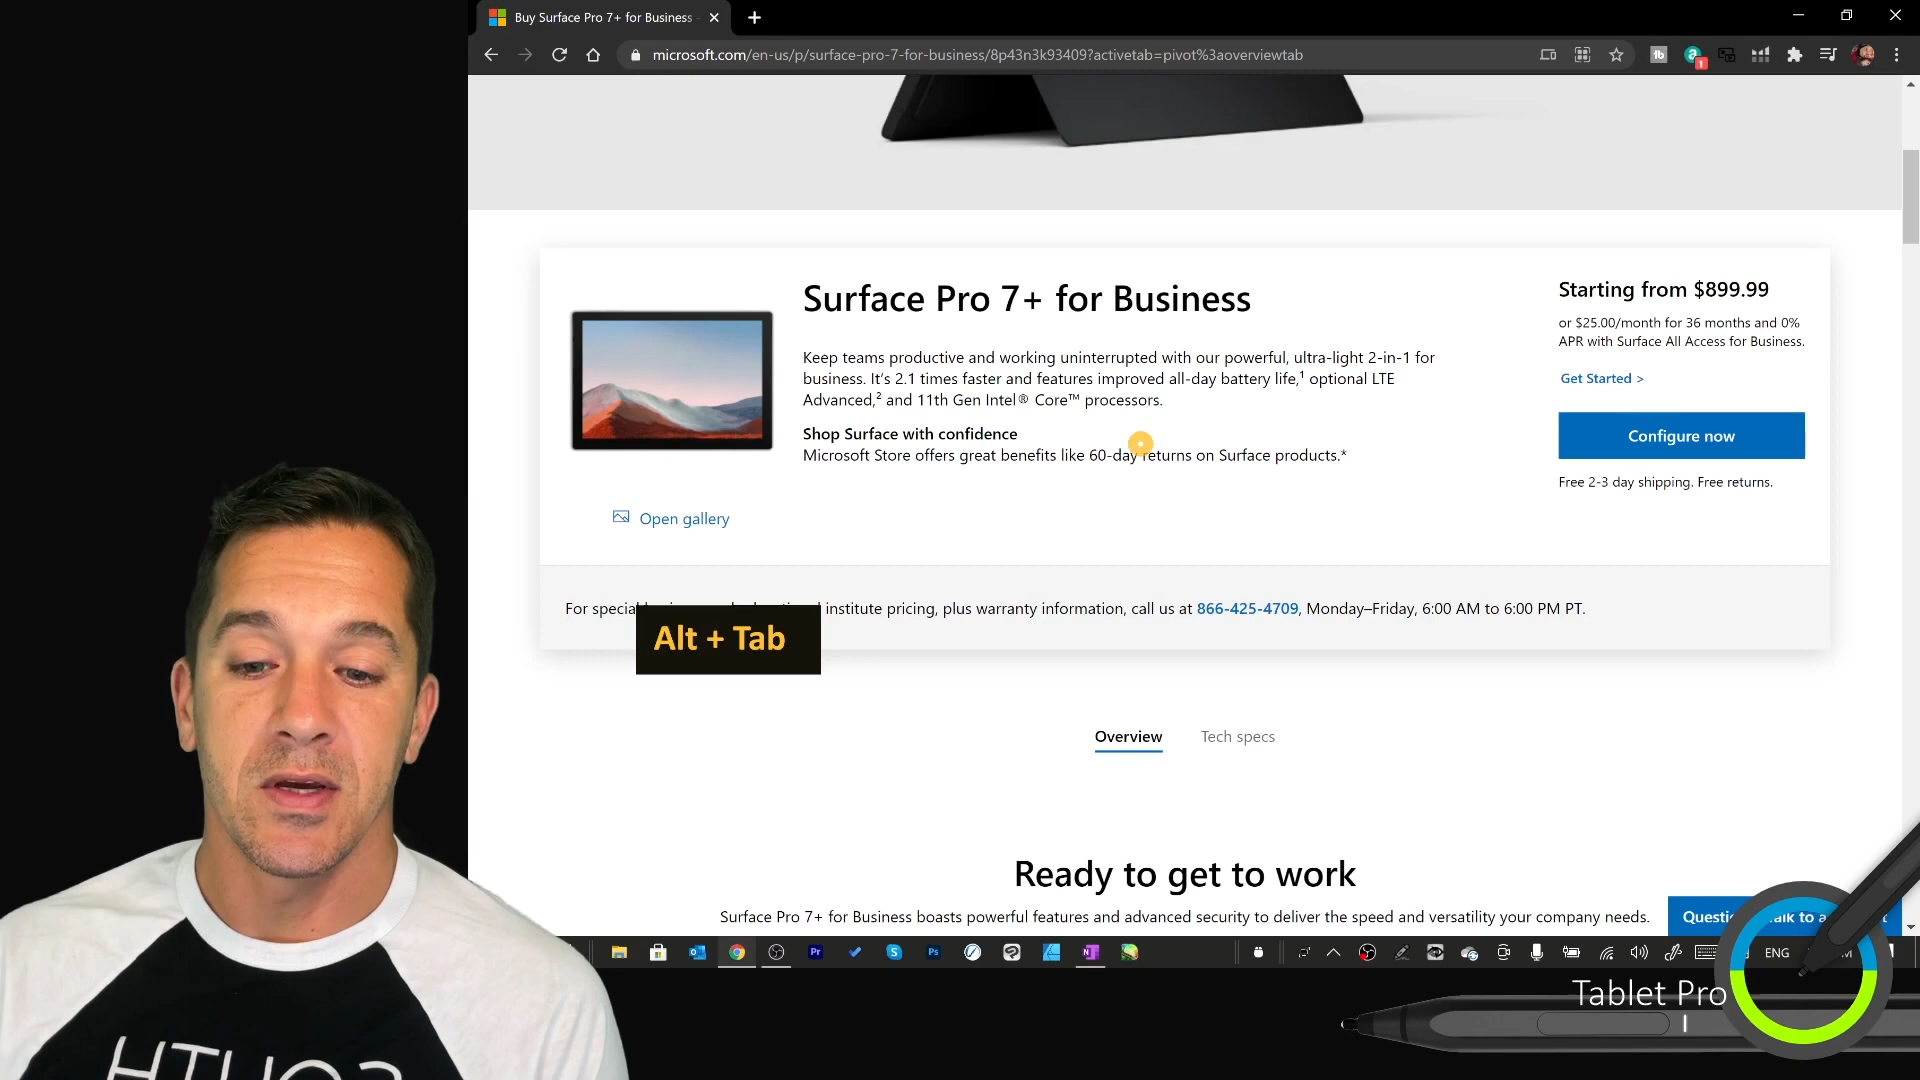 Buy Surface Pro 7+ for Business
microsoft.com/en-us/p/surface-pro-7-for-business/8p43n3k93409?activetab=pivot%3aoverviewtab
1
Surface Pro 7+ for Business
Starting from $899.99
or $25.00/month for 36 months and 0%
APR with Surface All Access for Business.
Get Started >
Keep teams productive and working uninterrupted with our powerful, ultra-light 2-in-1 for
business. It's 2.1 times faster and features improved all-day battery life,¹ optional LTE
Advanced,² and 11th Gen Intel® Core™ processors.
Shop Surface with confidence
Microsoft Store offers great benefits like 60-day returns on Surface products.*
Configure now
Free 2-3 day shipping. Free returns.
Open gallery
For special institute pricing, plus warranty information, call us at 866-425-4709, Monday–Friday, 6:00 AM to 6:00 PM PT.
Alt + Tab
Overview
Tech specs
Ready to get to work
Surface Pro 7+ for Business boasts powerful features and advanced security to deliver the speed and versatility your company needs.
ENG
Tablet Pro